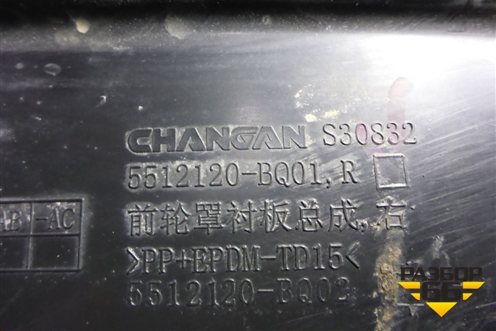 CHANGAN S30832
5512120-BQ01,R
前轮罩衬板总成,右
>PP+EPDM-TD15<
5512120-BQ02
AB -AC
РАЗБОР
66